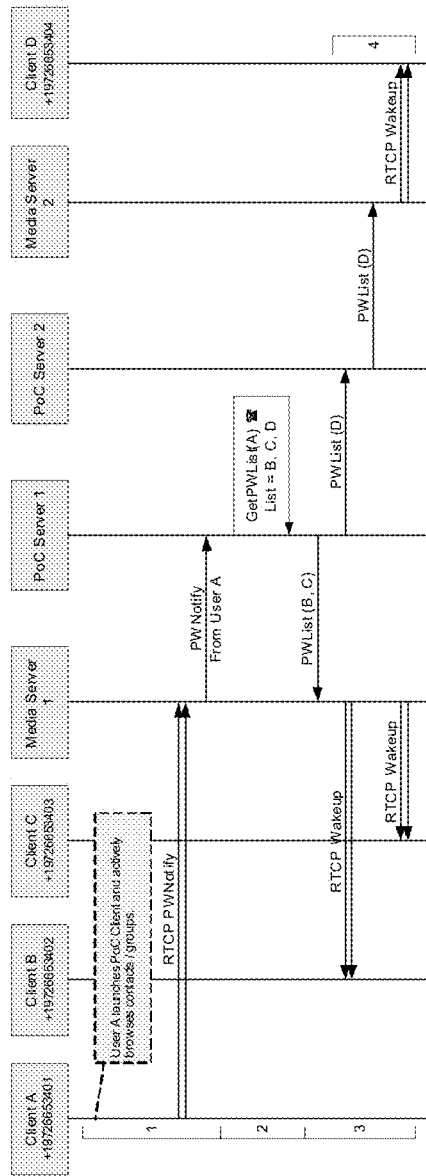 Client A
+19726653401
Client B
+19726653402
Client C
+19726653403
Media Server
1
PoC Server 1
PoC Server 2
Media Server
2
Client D
+19726653404
User A launches PoC Client and actively
browses contacts / groups.
1
RTCP PWNotify
PW Notify
From User A
2
GetPWList(A)
List = B, C, D
3
PWList (B, C)
PWList (D)
RTCP Wakeup
PWList (D)
RTCP Wakeup
RTCP Wakeup
4